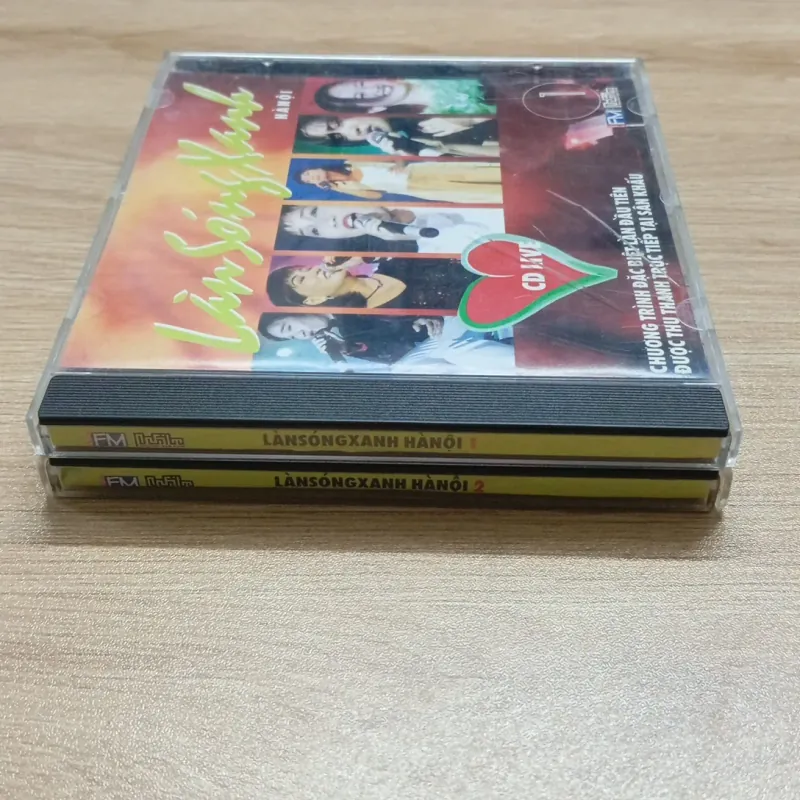 Làn Sóng Xanh
HÀ NỘI
1
FM
CD LIVE
CHƯƠNG TRÌNH ĐẶC BIỆT LẦN ĐẦU TIÊN
ĐƯỢC THU THANH TRỰC TIẾP TẠI SÂN KHẤU
FM LÀNSÓNGXANH HÀNỘI 1
FM LÀNSÓNGXANH HÀNỘI 2